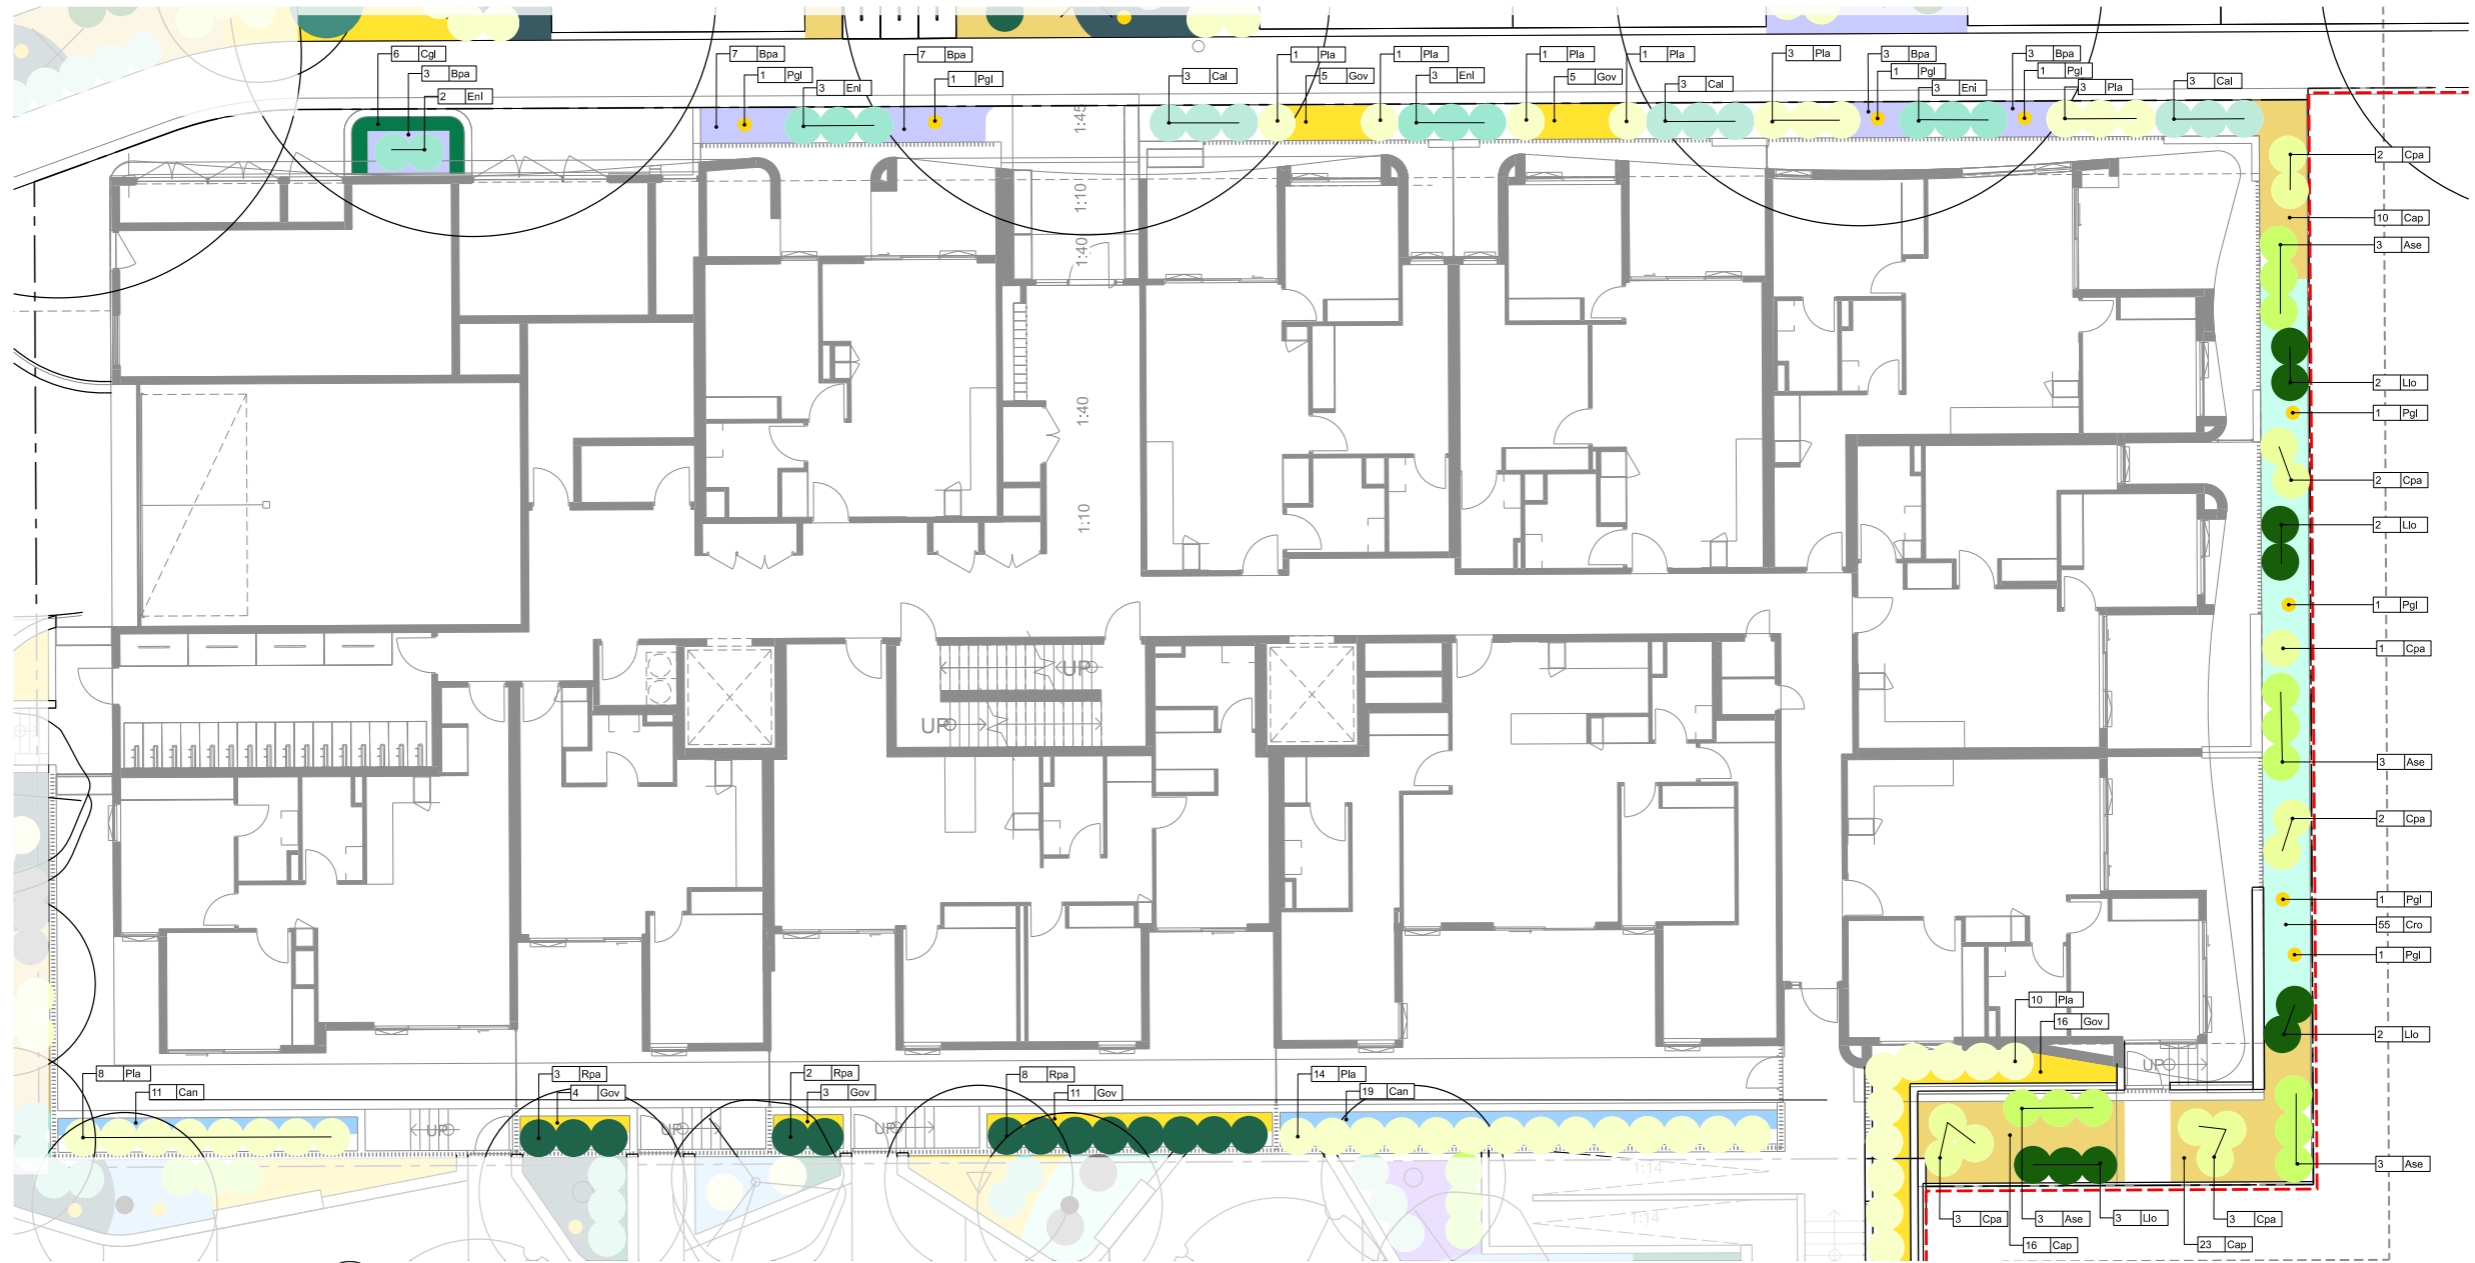 6 Cgl
3 Bpa
2 Enl
7 Bpa
1 Pgl
3 Enl
7 Bpa
1 Pgl
3 Cal
1 Pla
5 Gov
1 Pla
3 Enl
1 Pla
5 Gov
1 Pla
3 Cal
3 Pla
3 Bpa
1 Pgl
3 Enl
3 Bpa
1 Pgl
3 Pla
3 Cal
1:45
1:10
1:40
1:40
1:10
2 Cpa
10 Cap
3 Ase
2 Llo
1 Pgl
2 Cpa
2 Llo
1 Pgl
1 Cpa
3 Ase
2 Cpa
1 Pgl
55 Cro
1 Pgl
2 Llo
3 Ase
UP
UP
10 Pla
16 Gov
UP
8 Pla
11 Can
3 Rpa
4 Gov
2 Rpa
3 Gov
8 Rpa
11 Gov
14 Pla
19 Can
UP
UP
UP
1:14
1:14
3 Cpa
3 Ase
3 Llo
3 Cpa
16 Cap
23 Cap